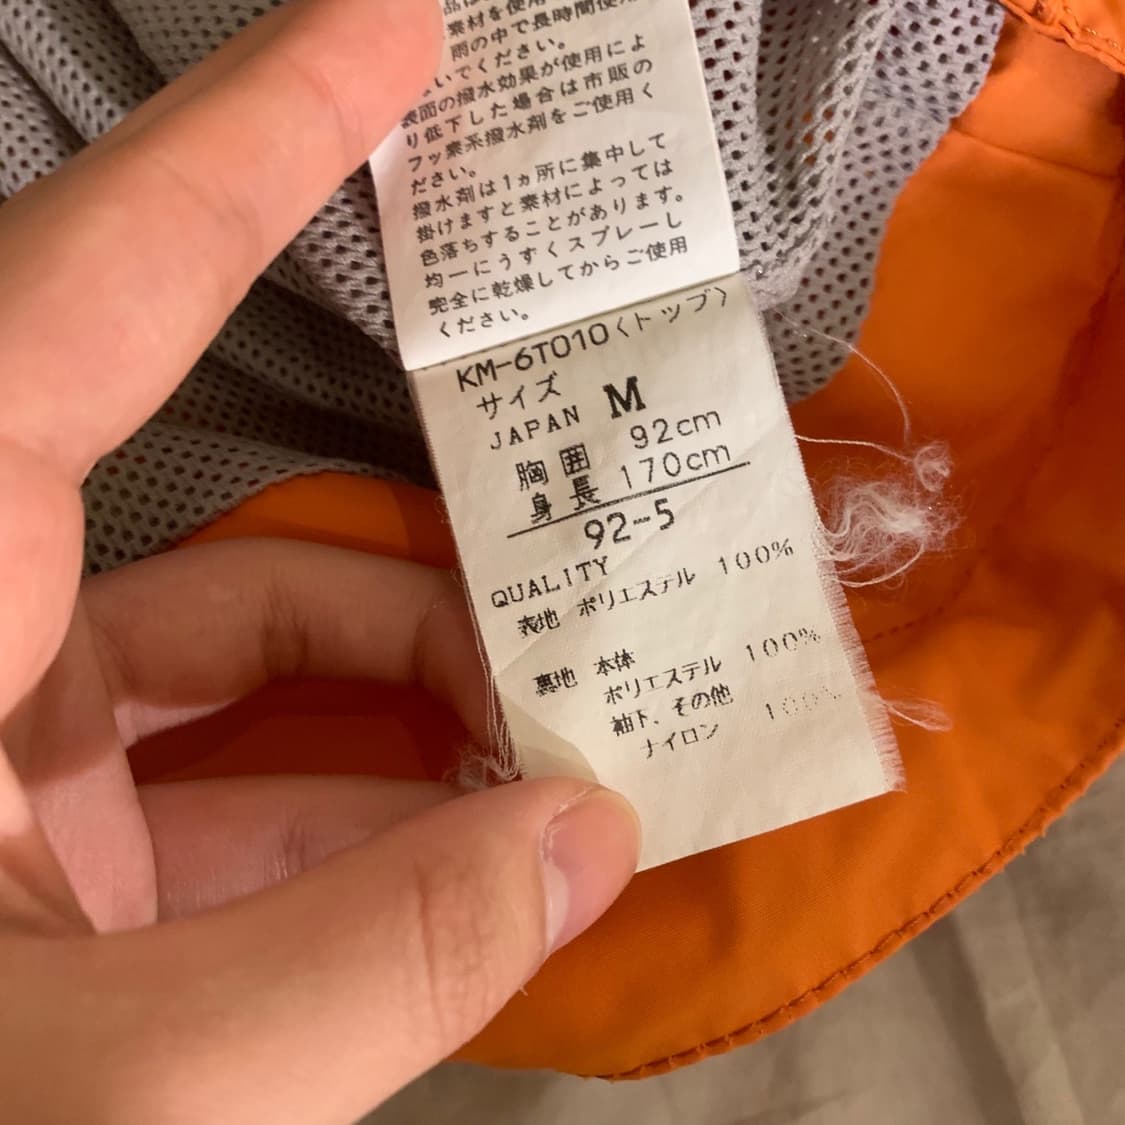 素材を使用
雨の中で長時間使用
いでください。
表面の撥水効果が使用によ
り低下した場合は市販の
フッ素系撥水剤をご使用く
ださい。
撥水剤は1ヵ所に集中して
掛けますと素材によっては
色落ちすることがあります。
均一にうすくスプレーし
完全に乾燥してからご使用
ください。
KM-6T010〈トップ〉
サイズ
JAPAN M
胸囲 92cm
身長 170cm
92-5
QUALITY
表地 ポリエステル 100%
裏地 本体
ポリエステル 100%
袖下、その他
ナイロン 100%